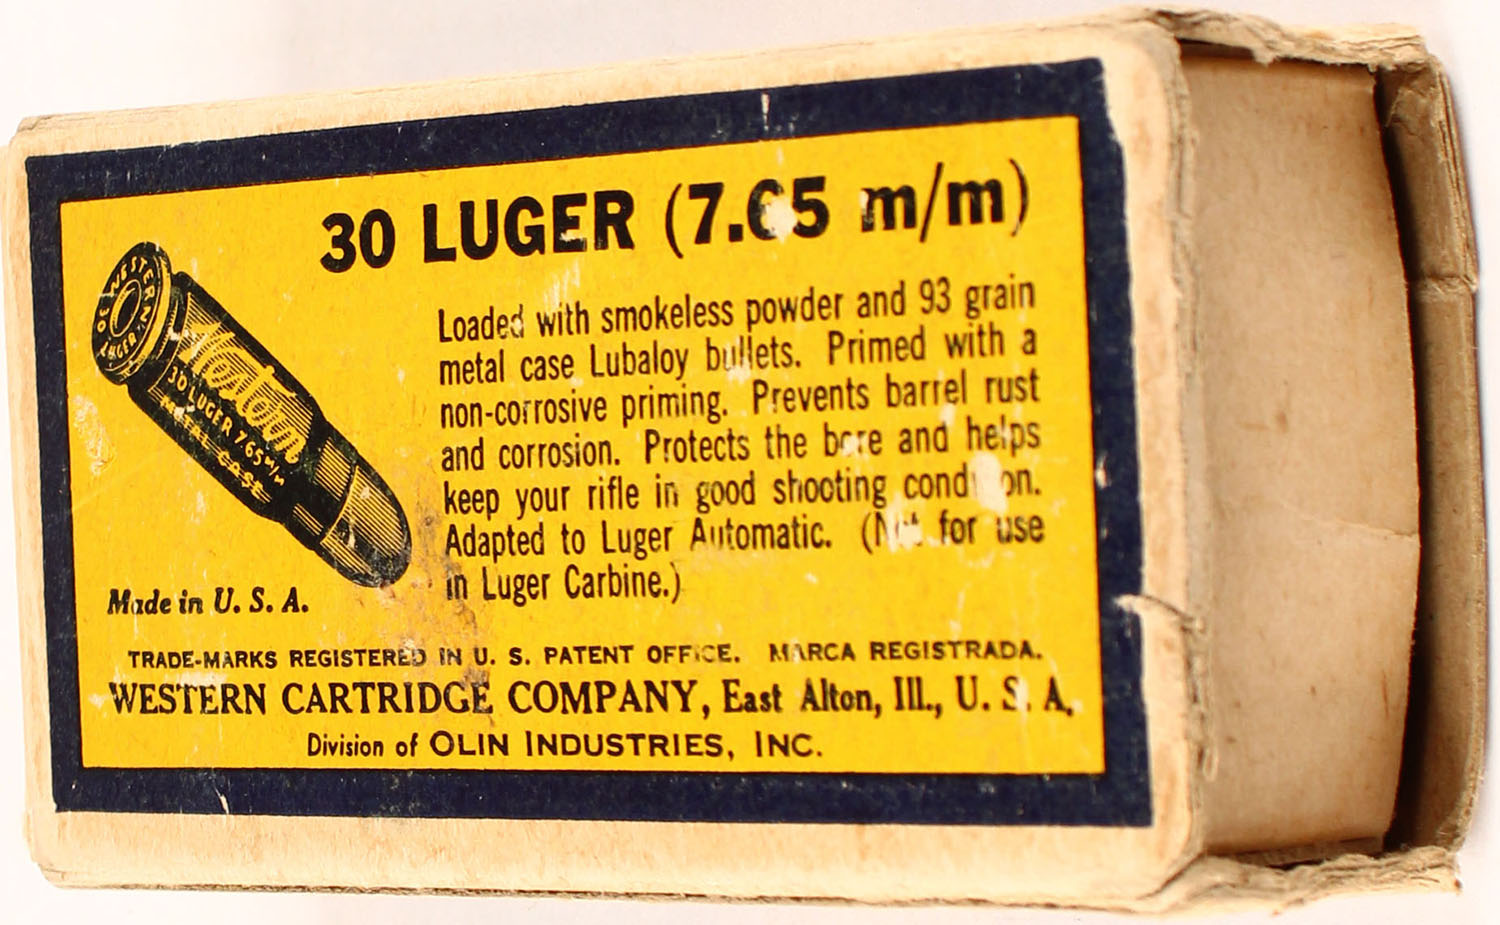 30 LUGER (7.65 m/m)
Loaded with smokeless powder and 93 grain
metal case Lubaloy bullets. Primed with a
non-corrosive priming. Prevents barrel rust
and corrosion. Protects the bore and helps
keep your rifle in good shooting condition.
Adapted to Luger Automatic. (Not for use
in Luger Carbine.)
WESTERN
30 LUGER
Western
30 LUGER 7.65 m/m
METAL CASE
Made in U. S. A.
TRADE-MARKS REGISTERED IN U. S. PATENT OFFICE. MARCA REGISTRADA.
WESTERN CARTRIDGE COMPANY, East Alton, Ill., U. S. A.
Division of OLIN INDUSTRIES, INC.